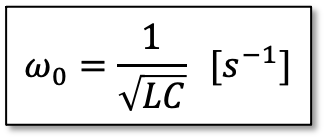 ω₀ = 1/√LC [s⁻¹]